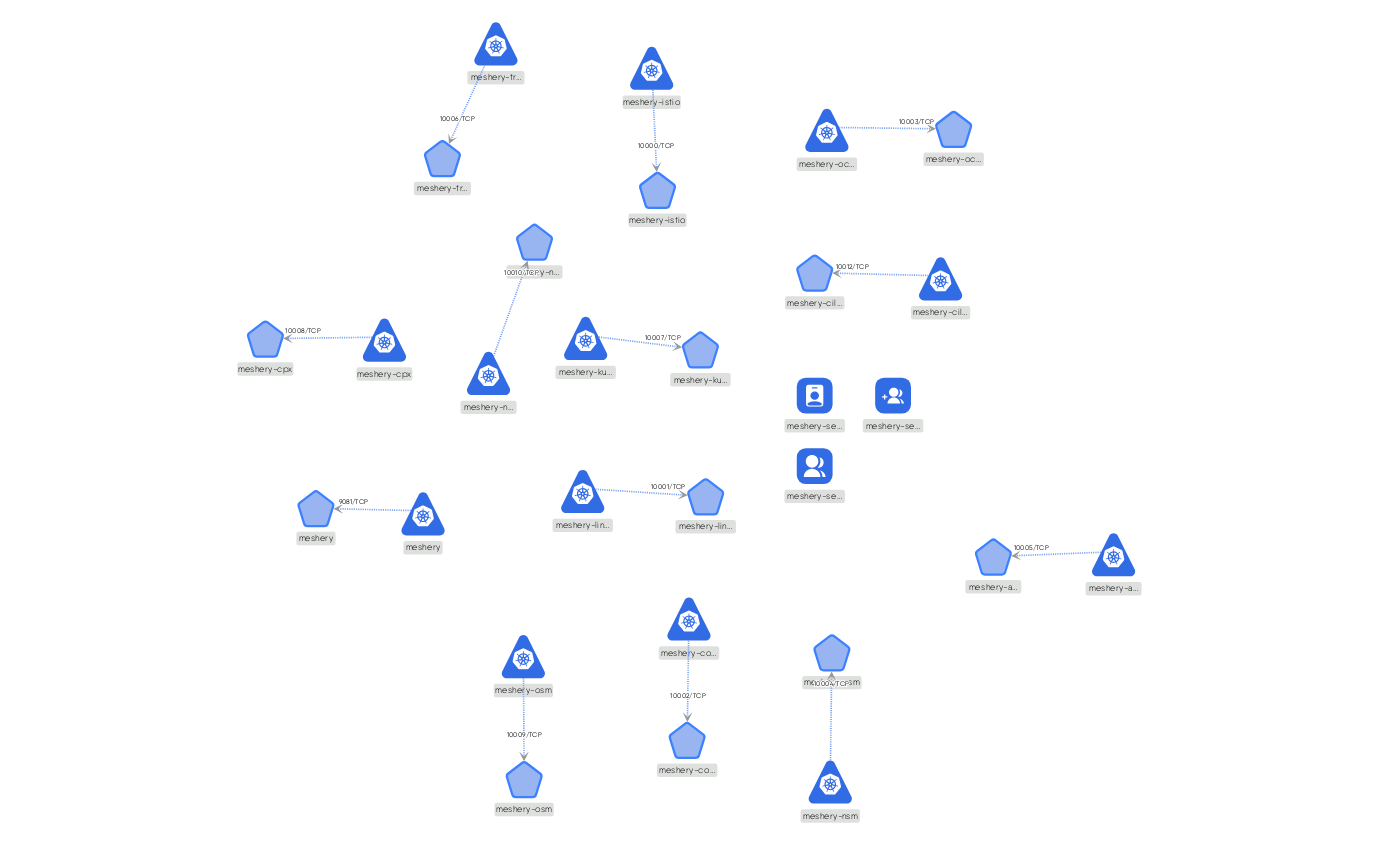 meshery-tr...
10006/TCP
meshery-tr...
meshery-istio
10000/TCP
meshery-istio
10003/TCP
meshery-oc...
meshery-oc...
10010/TCP
y-n...
meshery-n...
10012/TCP
meshery-cil...
meshery-cil...
10008/TCP
meshery-cpx
meshery-cpx
10007/TCP
meshery-ku...
meshery-ku...
meshery-se...
meshery-se...
meshery-se...
9081/TCP
meshery
meshery
10001/TCP
meshery-lin...
meshery-lin...
10005/TCP
meshery-a...
meshery-a...
meshery-osm
10009/TCP
meshery-osm
meshery-co...
10002/TCP
meshery-co...
10004/TCP
meshery-nsm